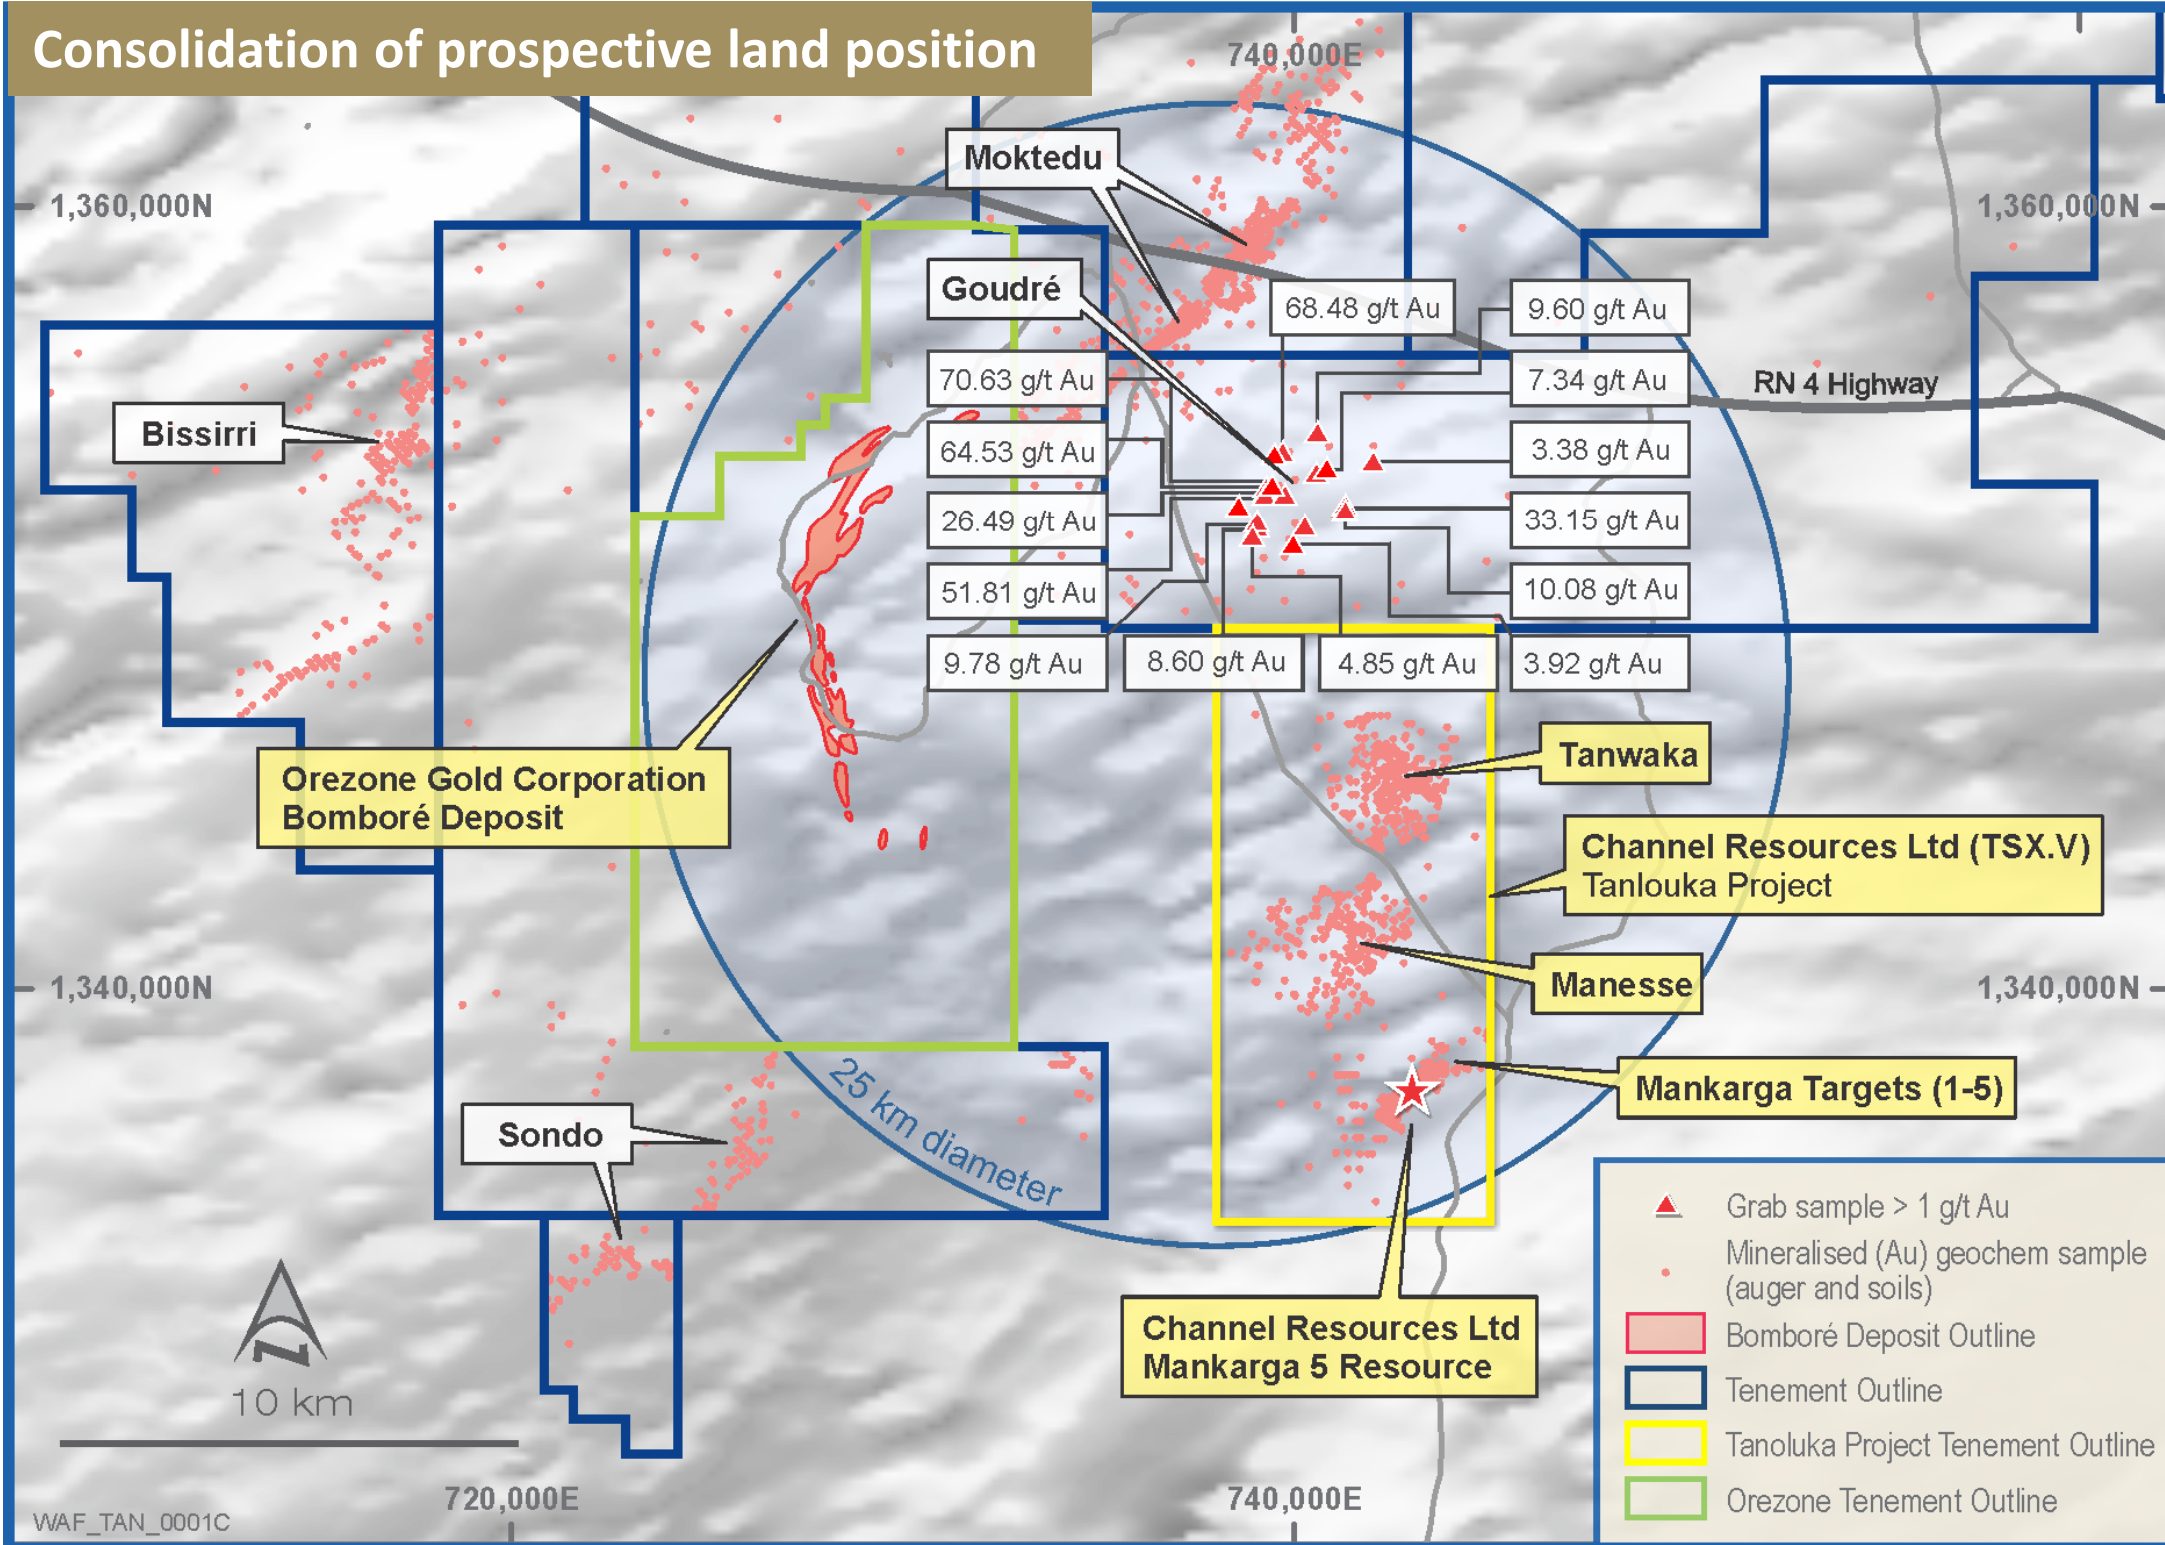 Consolidation of prospective land position
740,000E
Moktedu
1,360,000N
1,360,000N
Goudré
68.48 g/t Au
9.60 g/t Au
70.63 g/t Au
7.34 g/t Au
RN 4 Highway
Bissirri
64.53 g/t Au
3.38 g/t Au
26.49 g/t Au
33.15 g/t Au
51.81 g/t Au
10.08 g/t Au
9.78 g/t Au
8.60 g/t Au
4.85 g/t Au
3.92 g/t Au
Tanwaka
Orezone Gold Corporation
Bomboré Deposit
Channel Resources Ltd (TSX.V)
Tanlouka Project
Manesse
1,340,000N
1,340,000N
25 km diameter
Mankarga Targets (1-5)
Sondo
Channel Resources Ltd
Mankarga 5 Resource
Grab sample > 1 g/t Au
Mineralised (Au) geochem sample
(auger and soils)
Bomboré Deposit Outline
Tenement Outline
Tanoluka Project Tenement Outline
Orezone Tenement Outline
N
10 km
720,000E
740,000E
WAF_TAN_0001C